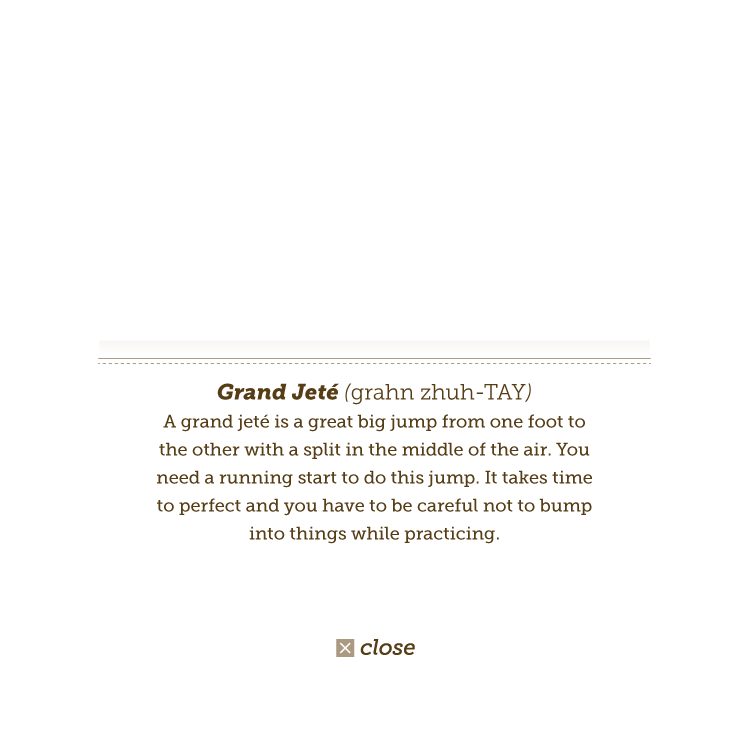 Grand Jeté (grahn zhuh-TAY)
A grand jeté is a great big jump from one foot to
the other with a split in the middle of the air. You
need a running start to do this jump. It takes time
to perfect and you have to be careful not to bump
into things while practicing.
close